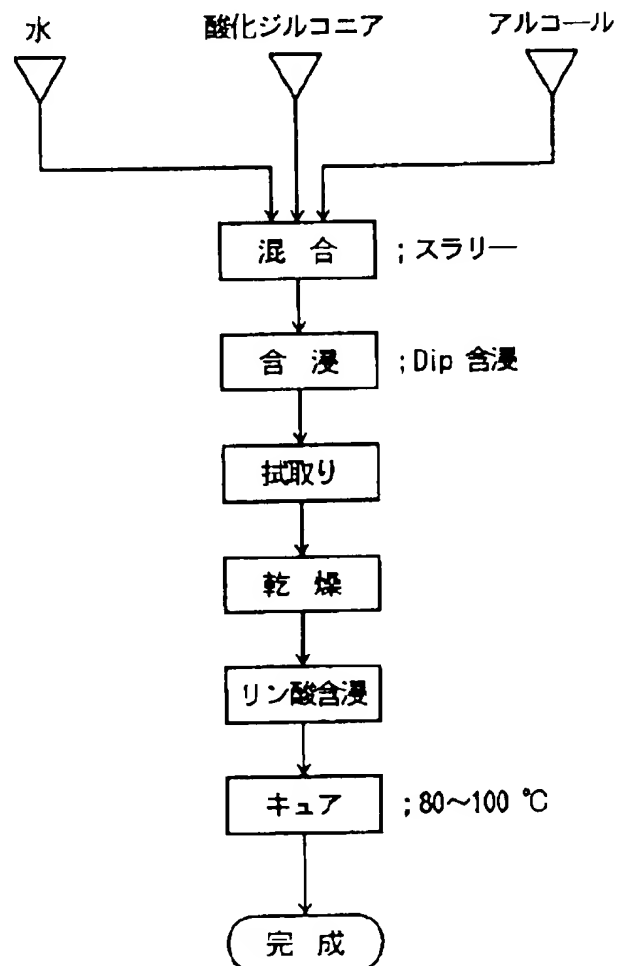 水 酸化ジルコニア アルコール
混 合 ；スラリー
含 浸 ；Dip 含浸
拭取り
乾 燥
リン酸含浸
キュア ；80～100 ℃
完 成